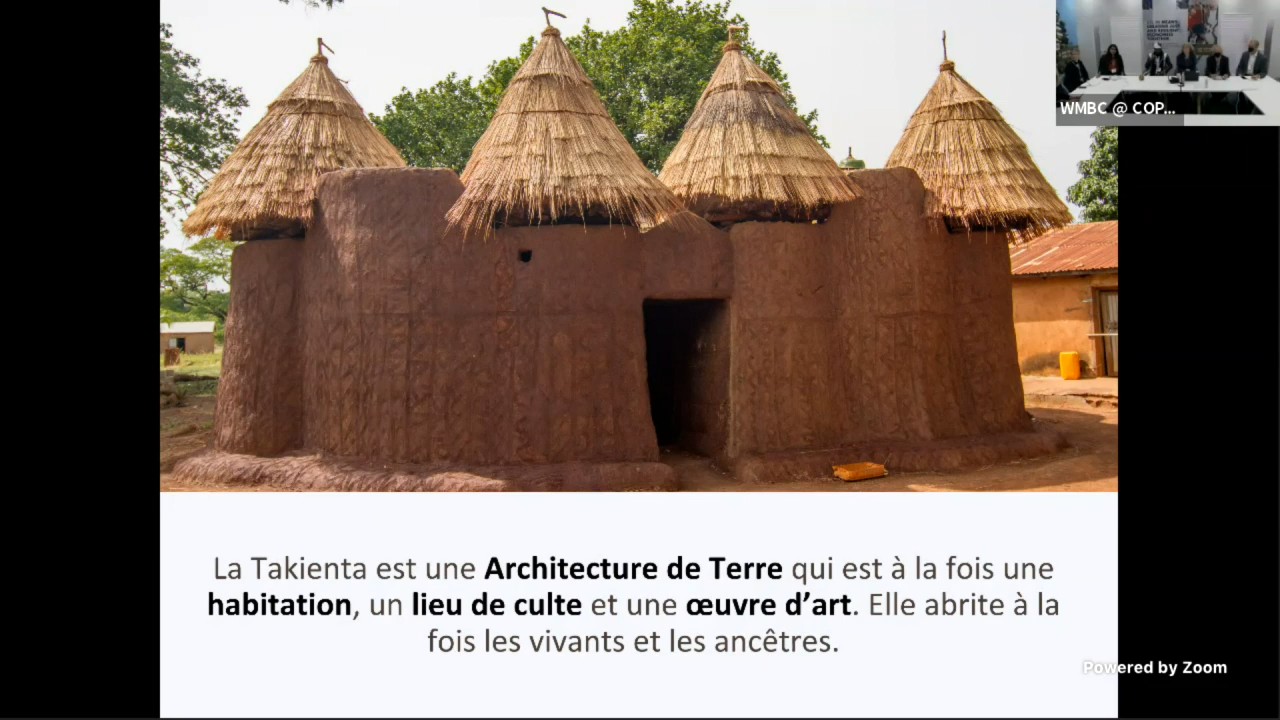 WMBC @ COP...
La Takienta est une Architecture de Terre qui est à la fois une
habitation, un lieu de culte et une œuvre d’art. Elle abrite à la
fois les vivants et les ancêtres.
Powered by Zoom